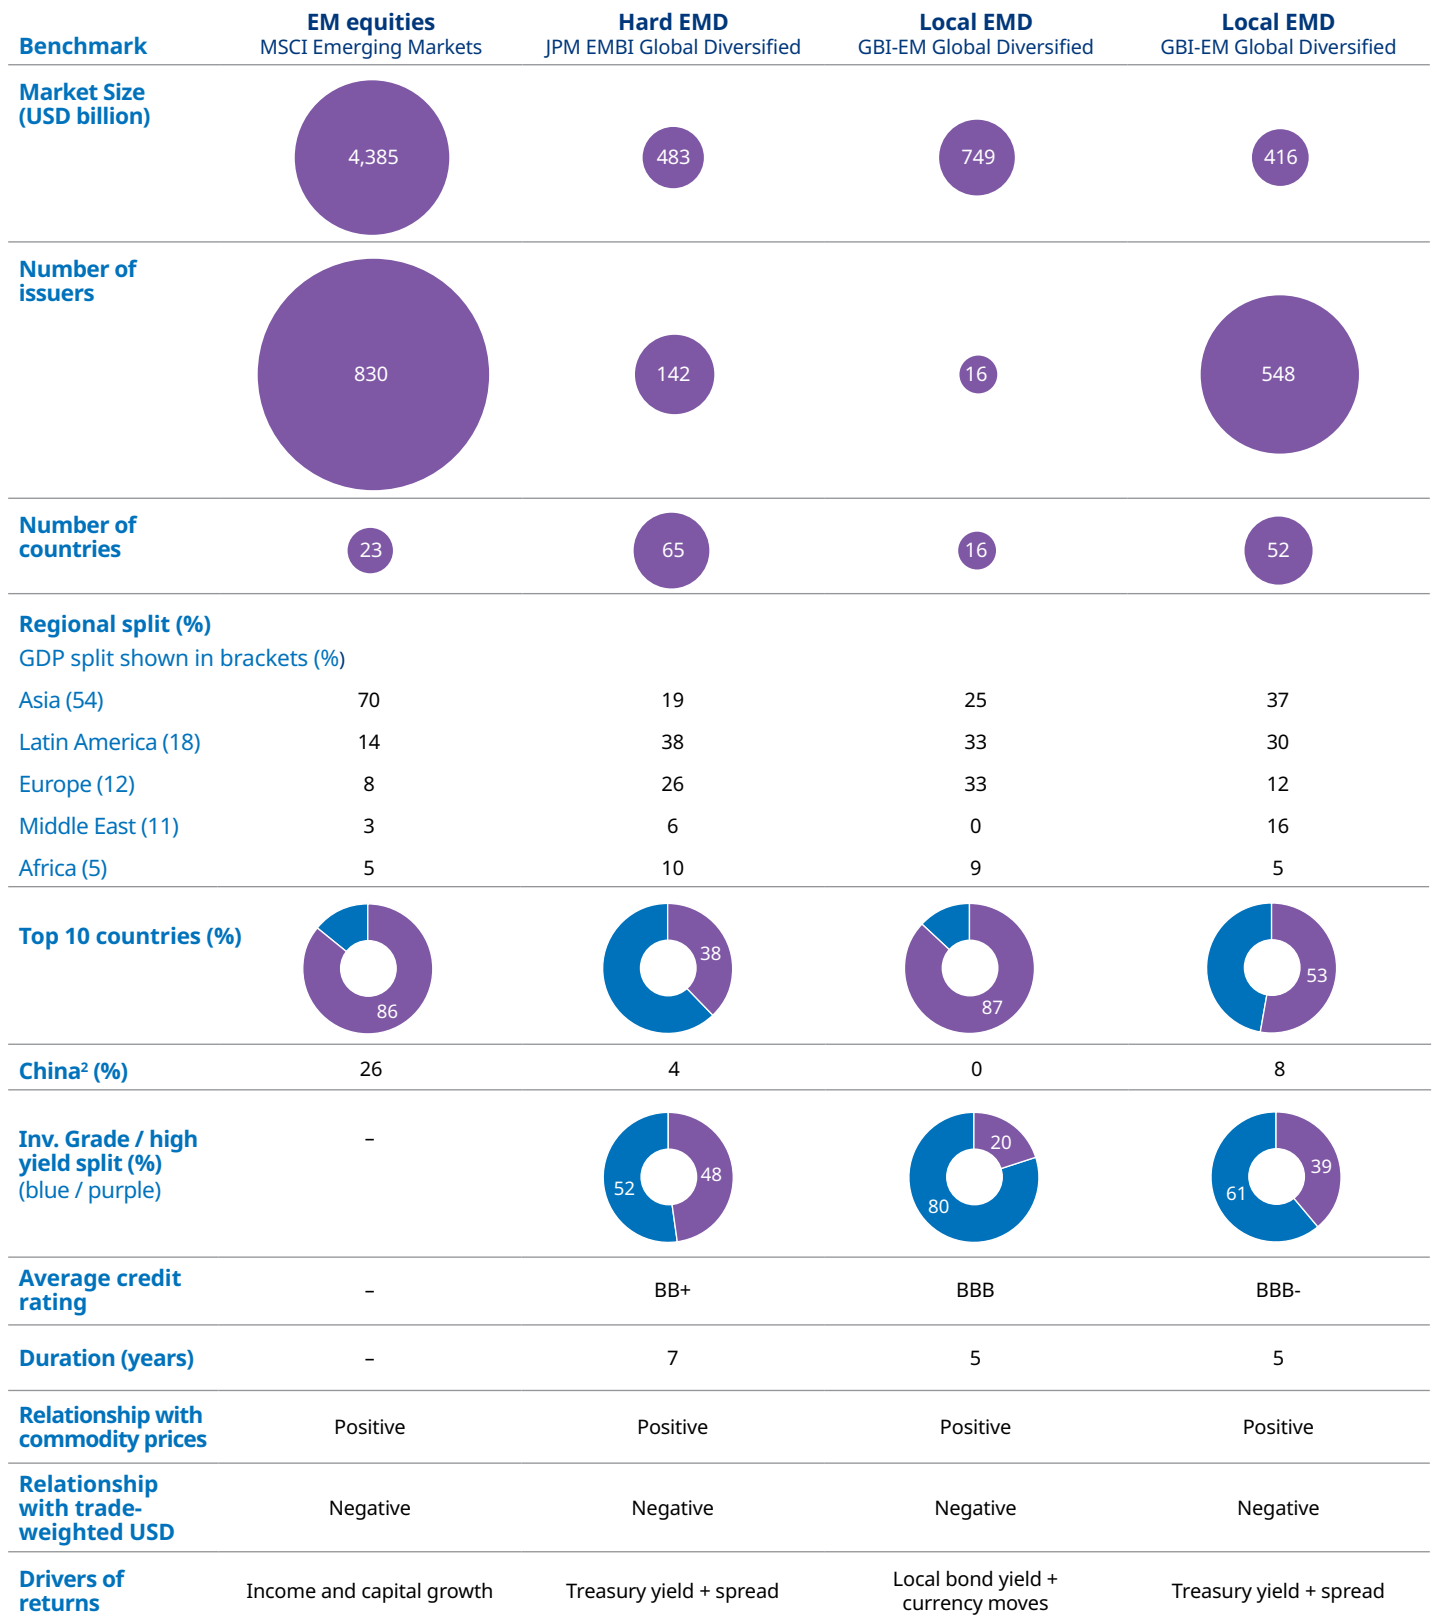 Benchmark
EM equities
MSCI Emerging Markets
Hard EMD
JPM EMBI Global Diversified
Local EMD
GBI-EM Global Diversified
Local EMD
GBI-EM Global Diversified
Market Size
(USD billion)
4,385
483
749
416
Number of
issuers
830
142
16
548
Number of
countries
23
65
16
52
Regional split (%)
GDP split shown in brackets (%)
Asia (54) 70 19 25 37
Latin America (18) 14 38 33 30
Europe (12) 8 26 33 12
Middle East (11) 3 6 0 16
Africa (5) 5 10 9 5
Top 10 countries (%)
86
38
87
53
China² (%) 26 4 0 8
Inv. Grade / high
yield split (%)
(blue / purple)
–
52
48
20
80
39
61
Average credit
rating
–
BB+
BBB
BBB-
Duration (years) – 7 5 5
Relationship with
commodity prices
Positive
Positive
Positive
Positive
Relationship
with trade-
weighted USD
Negative
Negative
Negative
Negative
Drivers of
returns
Income and capital growth
Treasury yield + spread
Local bond yield +
currency moves
Treasury yield + spread